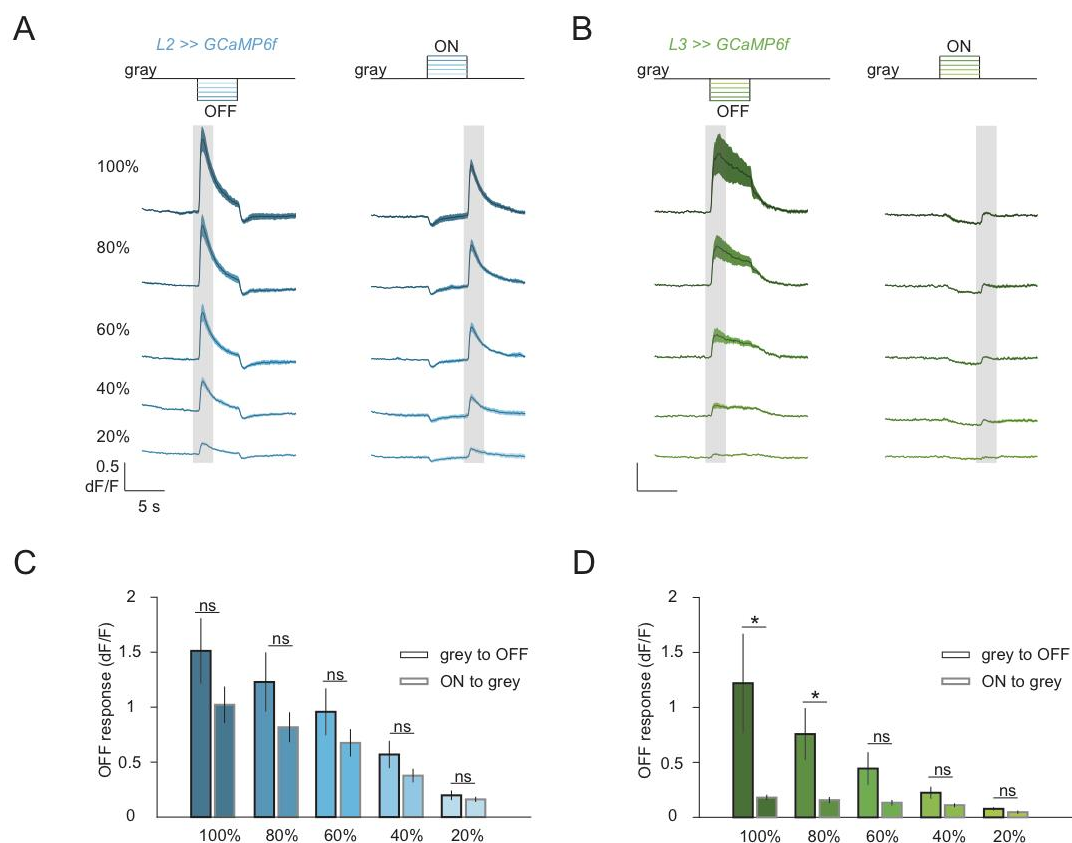 A
B
L2 >> GCaMP6f
ON
gray
gray
OFF
L3 >> GCaMP6f
ON
gray
gray
OFF
100%
80%
60%
40%
20%
0.5
dF/F
5 s
C
D
OFF response (dF/F)
2
1.5
1
0.5
0
ns
ns
ns
ns
ns
grey to OFF
ON to grey
100%
80%
60%
40%
20%
OFF response (dF/F)
2
1.5
1
0.5
0
*
*
ns
ns
ns
grey to OFF
ON to grey
100%
80%
60%
40%
20%